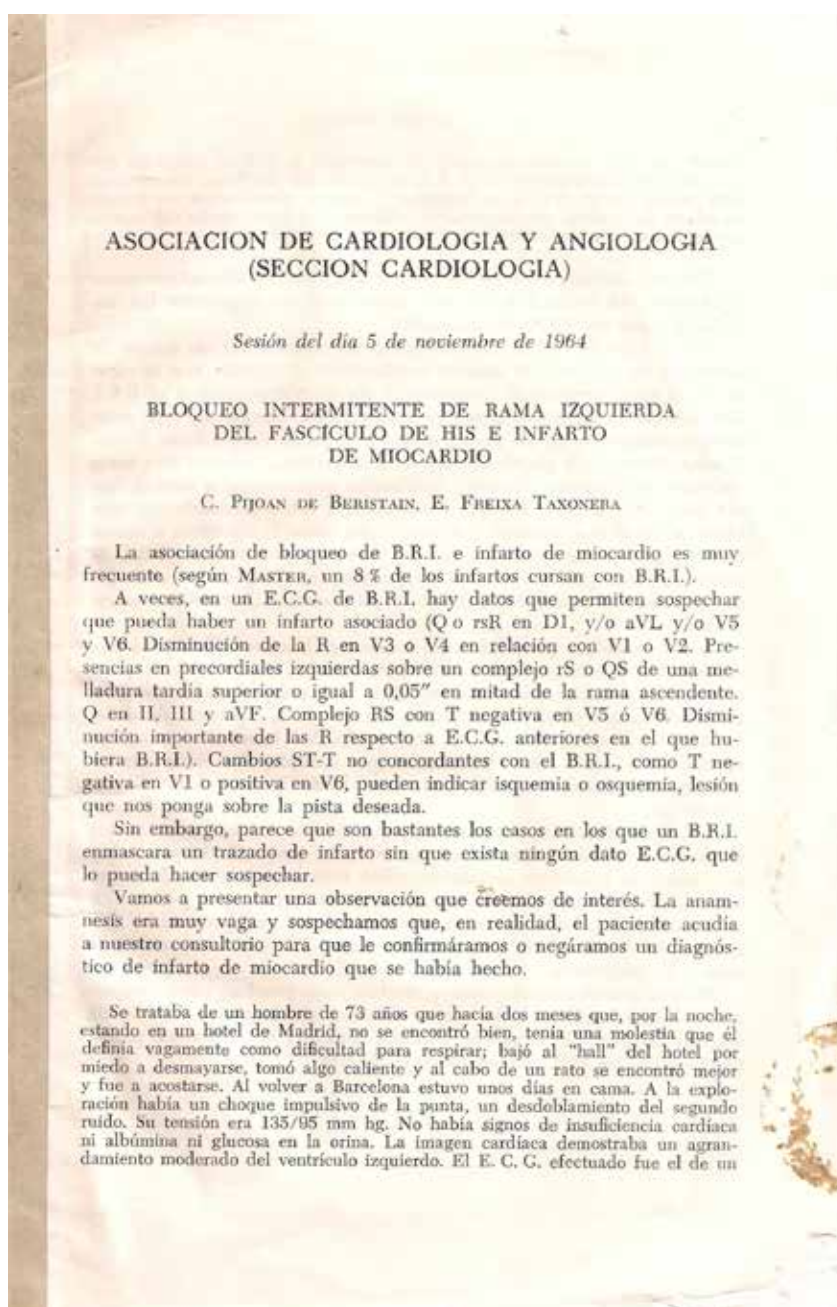 ASOCIACION DE CARDIOLOGIA Y ANGIOLOGIA
(SECCION CARDIOLOGIA)
Sesión del día 5 de noviembre de 1964
BLOQUEO INTERMITENTE DE RAMA IZQUIERDA
DEL FASCÍCULO DE HIS E INFARTO
DE MIOCARDIO
C. PIJOAN DE BERISTAIN, E. FREIXA TAXONERA
La asociación de bloqueo de B.R.I. e infarto de miocardio es muy
frecuente (según MASTER, un 8 % de los infartos cursan con B.R.I.).
A veces, en un E.C.G. de B.R.I. hay datos que permiten sospechar
que pueda haber un infarto asociado (Q o rsR en D1, y/o aVL y/o V5
y V6. Disminución de la R en V3 o V4 en relación con V1 o V2. Pre-
sencias en precordiales izquierdas sobre un complejo rS o QS de una me-
lladura tardía superior o igual a 0,05" en mitad de la rama ascendente.
Q en II, III y aVF. Complejo RS con T negativa en V5 ó V6. Dismi-
nución importante de las R respecto a E.C.G. anteriores en el que hu-
biera B.R.I.). Cambios ST-T no concordantes con el B.R.I., como T ne-
gativa en V1 o positiva en V6, pueden indicar isquemia o osquemia, lesión
que nos ponga sobre la pista deseada.
Sin embargo, parece que son bastantes los casos en los que un B.R.I.
enmascara un trazado de infarto sin que exista ningún dato E.C.G. que
lo pueda hacer sospechar.
Vamos a presentar una observación que creemos de interés. La anam-
nesis era muy vaga y sospechamos que, en realidad, el paciente acudía
a nuestro consultorio para que le confirmáramos o negáramos un diagnós-
tico de infarto de miocardio que se había hecho.
Se trataba de un hombre de 73 años que hacía dos meses que, por la noche,
estando en un hotel de Madrid, no se encontró bien, tenía una molestia que él
definía vagamente como dificultad para respirar; bajó al "hall" del hotel por
miedo a desmayarse, tomó algo caliente y al cabo de un rato se encontró mejor
y fue a acostarse. Al volver a Barcelona estuvo unos días en cama. A la explo-
ración había un choque impulsivo de la punta, un desdoblamiento del segundo
ruido. Su tensión era 135/95 mm hg. No había signos de insuficiencia cardíaca
ni albúmina ni glucosa en la orina. La imagen cardíaca demostraba un agran-
damiento moderado del ventrículo izquierdo. El E. C. G. efectuado fue el de un